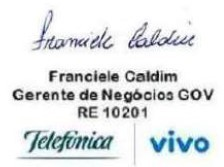 Franciele Caldim
Franciele Caldim
Gerente de Negócios GOV
RE 10201
Telefónica vivo